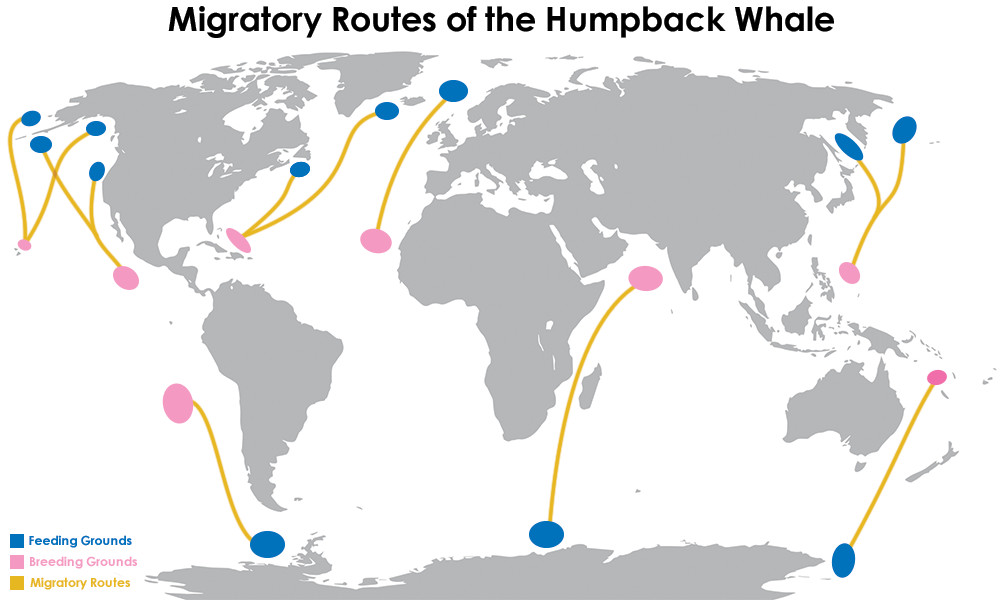 Migratory Routes of the Humpback Whale
Feeding Grounds
Breeding Grounds
Migratory Routes